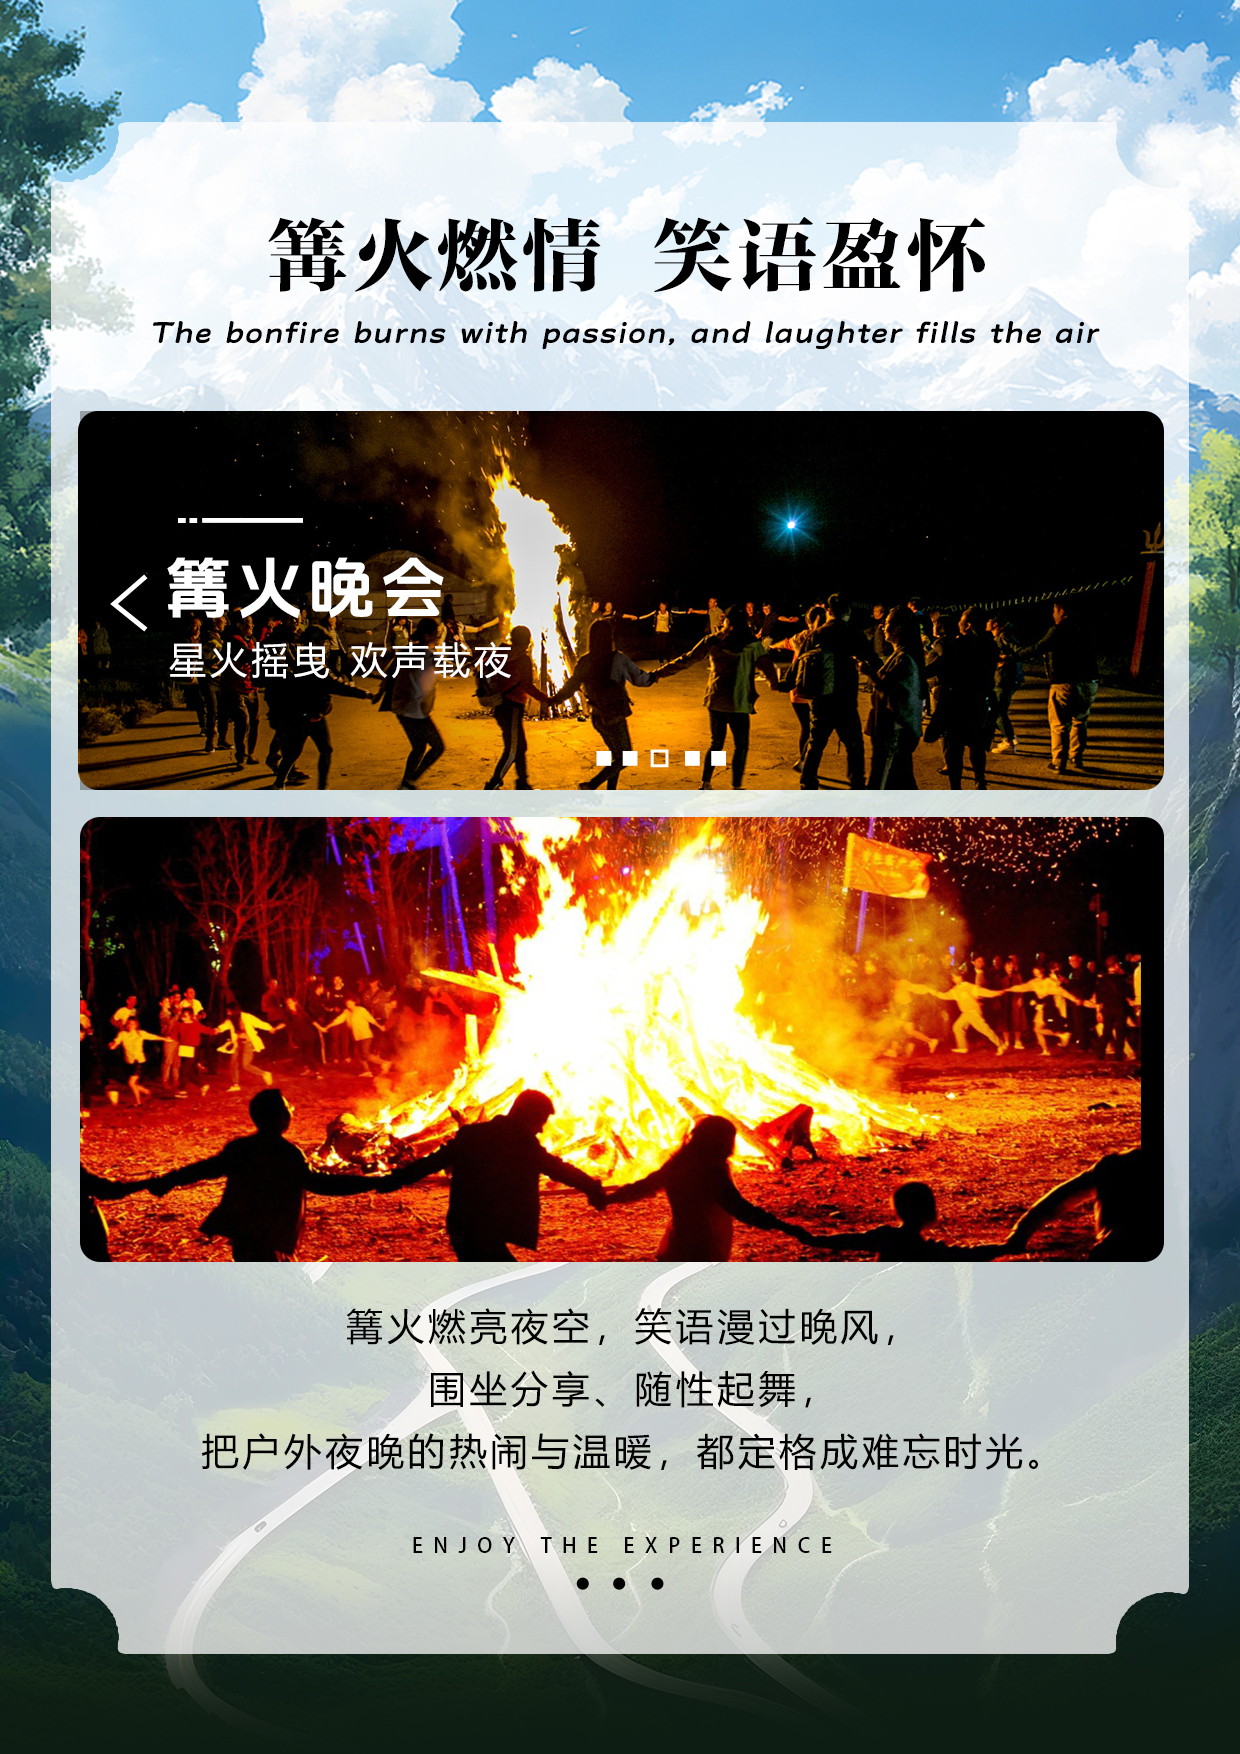 篝火燃情 笑语盈怀
The bonfire burns with passion, and laughter fills the air
篝火晚会
星火摇曳 欢声载夜
篝火燃亮夜空，笑语漫过晚风，
围坐分享、随性起舞，
把户外夜晚的热闹与温暖，都定格成难忘时光。
ENJOY THE EXPERIENCE